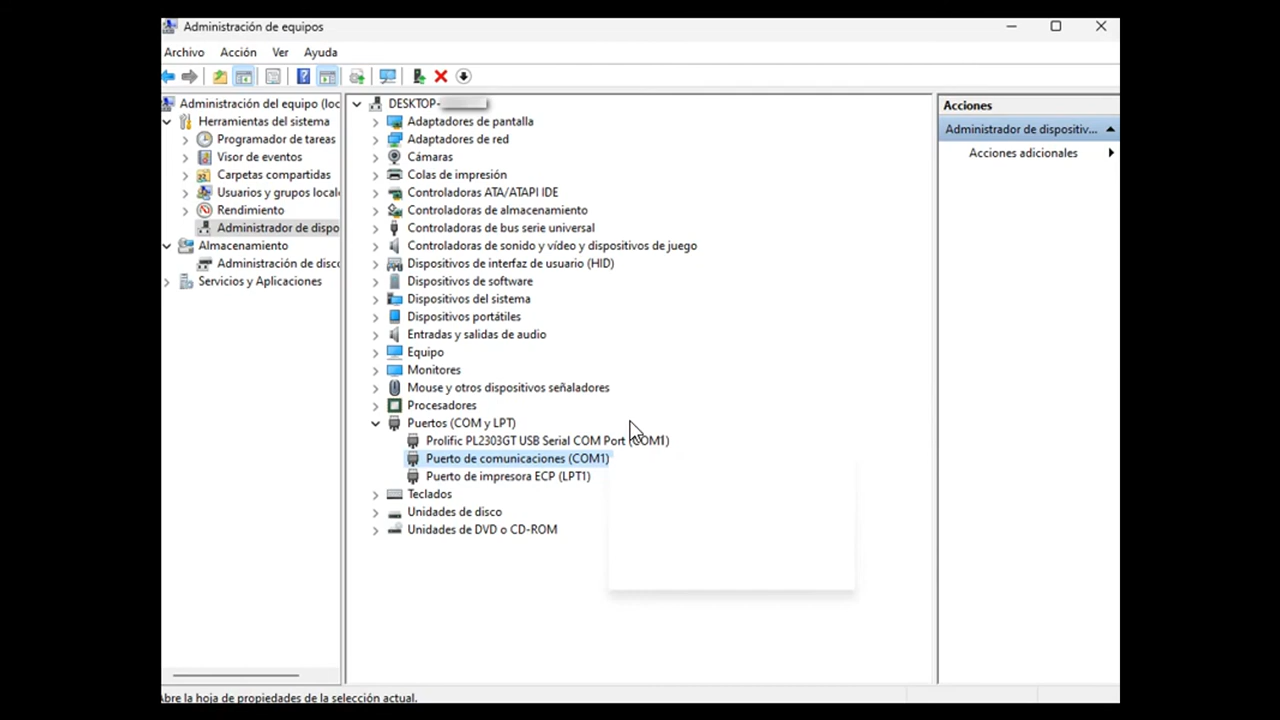 Administración de equipos
Archivo Acción Ver Ayuda
Administración del equipo (loc
Herramientas del sistema
Programador de tareas
Visor de eventos
Carpetas compartidas
Usuarios y grupos locale
Rendimiento
Administrador de dispo
Almacenamiento
Administración de disco
Servicios y Aplicaciones
DESKTOP-
Adaptadores de pantalla
Adaptadores de red
Cámaras
Colas de impresión
Controladoras ATA/ATAPI IDE
Controladoras de almacenamiento
Controladoras de bus serie universal
Controladoras de sonido y vídeo y dispositivos de juego
Dispositivos de interfaz de usuario (HID)
Dispositivos de software
Dispositivos del sistema
Dispositivos portátiles
Entradas y salidas de audio
Equipo
Monitores
Mouse y otros dispositivos señaladores
Procesadores
Puertos (COM y LPT)
Prolific PL2303GT USB Serial COM Port (COM1)
Puerto de comunicaciones (COM1)
Puerto de impresora ECP (LPT1)
Teclados
Unidades de disco
Unidades de DVD o CD-ROM
Acciones
Administrador de dispositiv...
Acciones adicionales
Abre la hoja de propiedades de la selección actual.